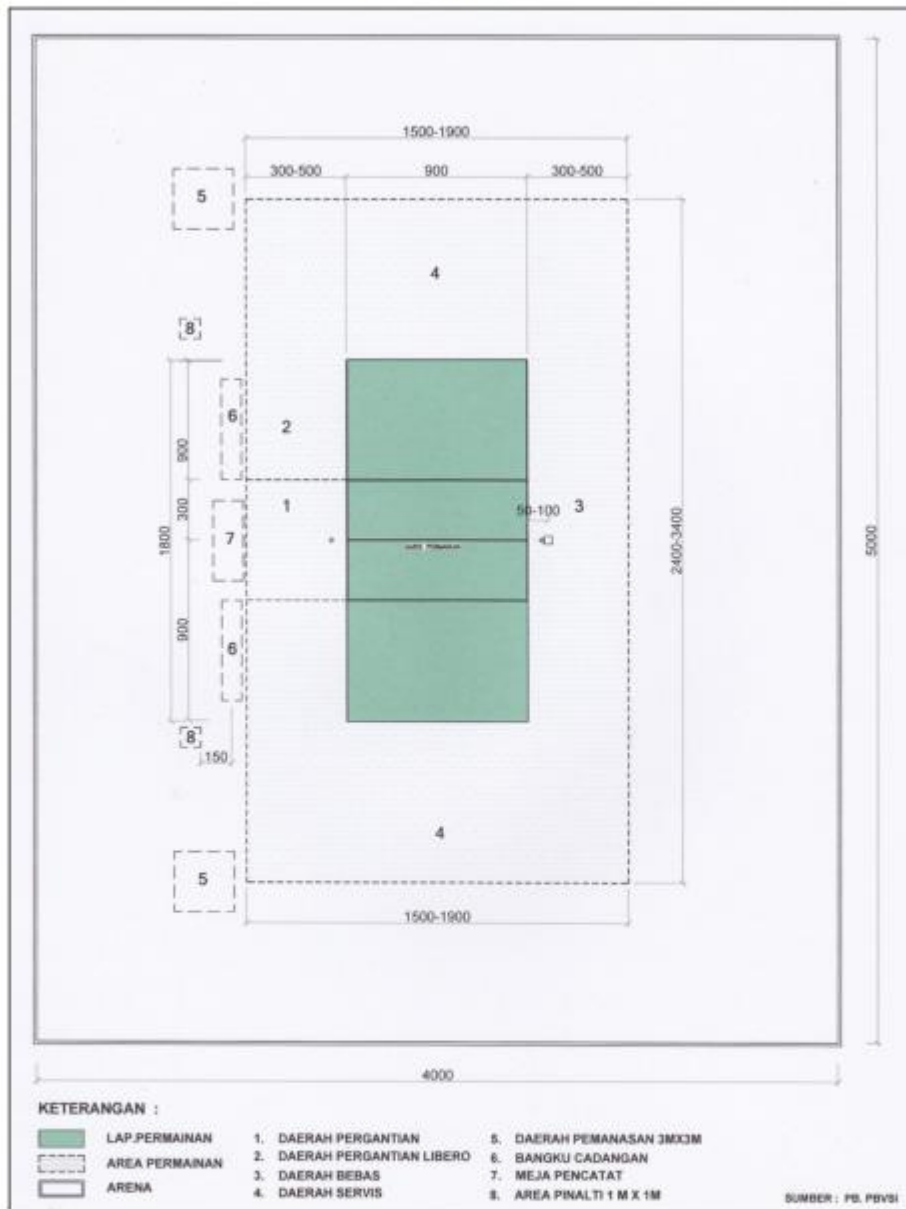 1500-1900
300-500 900 300-500
5
4
8
6
2
900
1
300
50-100
3
7
1800
2400-3400
5000
900
6
8
150
4
5
1500-1900
4000
KETERANGAN :
LAP.PERMAINAN
AREA PERMAINAN
ARENA
1. DAERAH PERGANTIAN
2. DAERAH PERGANTIAN LIBERO
3. DAERAH BEBAS
4. DAERAH SERVIS
5. DAERAH PEMANASAN 3MX3M
6. BANGKU CADANGAN
7. MEJA PENCATAT
8. AREA PINALTI 1 M X 1M
SUMBER : PB. PBVSI